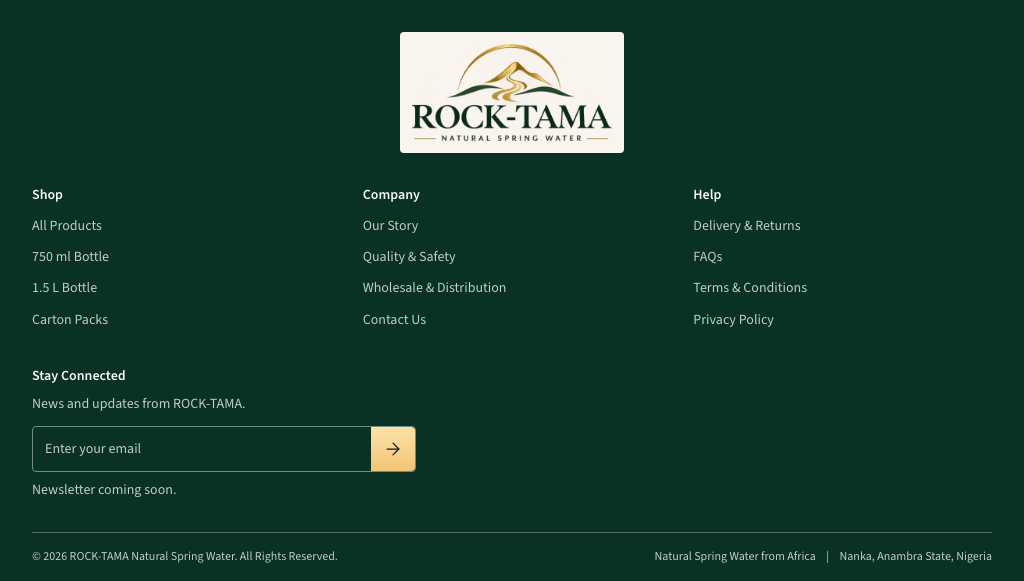 ROCK-TAMA
NATURAL SPRING WATER
Shop
All Products
750 ml Bottle
1.5 L Bottle
Carton Packs
Company
Our Story
Quality & Safety
Wholesale & Distribution
Contact Us
Help
Delivery & Returns
FAQs
Terms & Conditions
Privacy Policy
Stay Connected
News and updates from ROCK-TAMA.
Enter your email
Newsletter coming soon.
© 2026 ROCK-TAMA Natural Spring Water. All Rights Reserved.
Natural Spring Water from Africa | Nanka, Anambra State, Nigeria